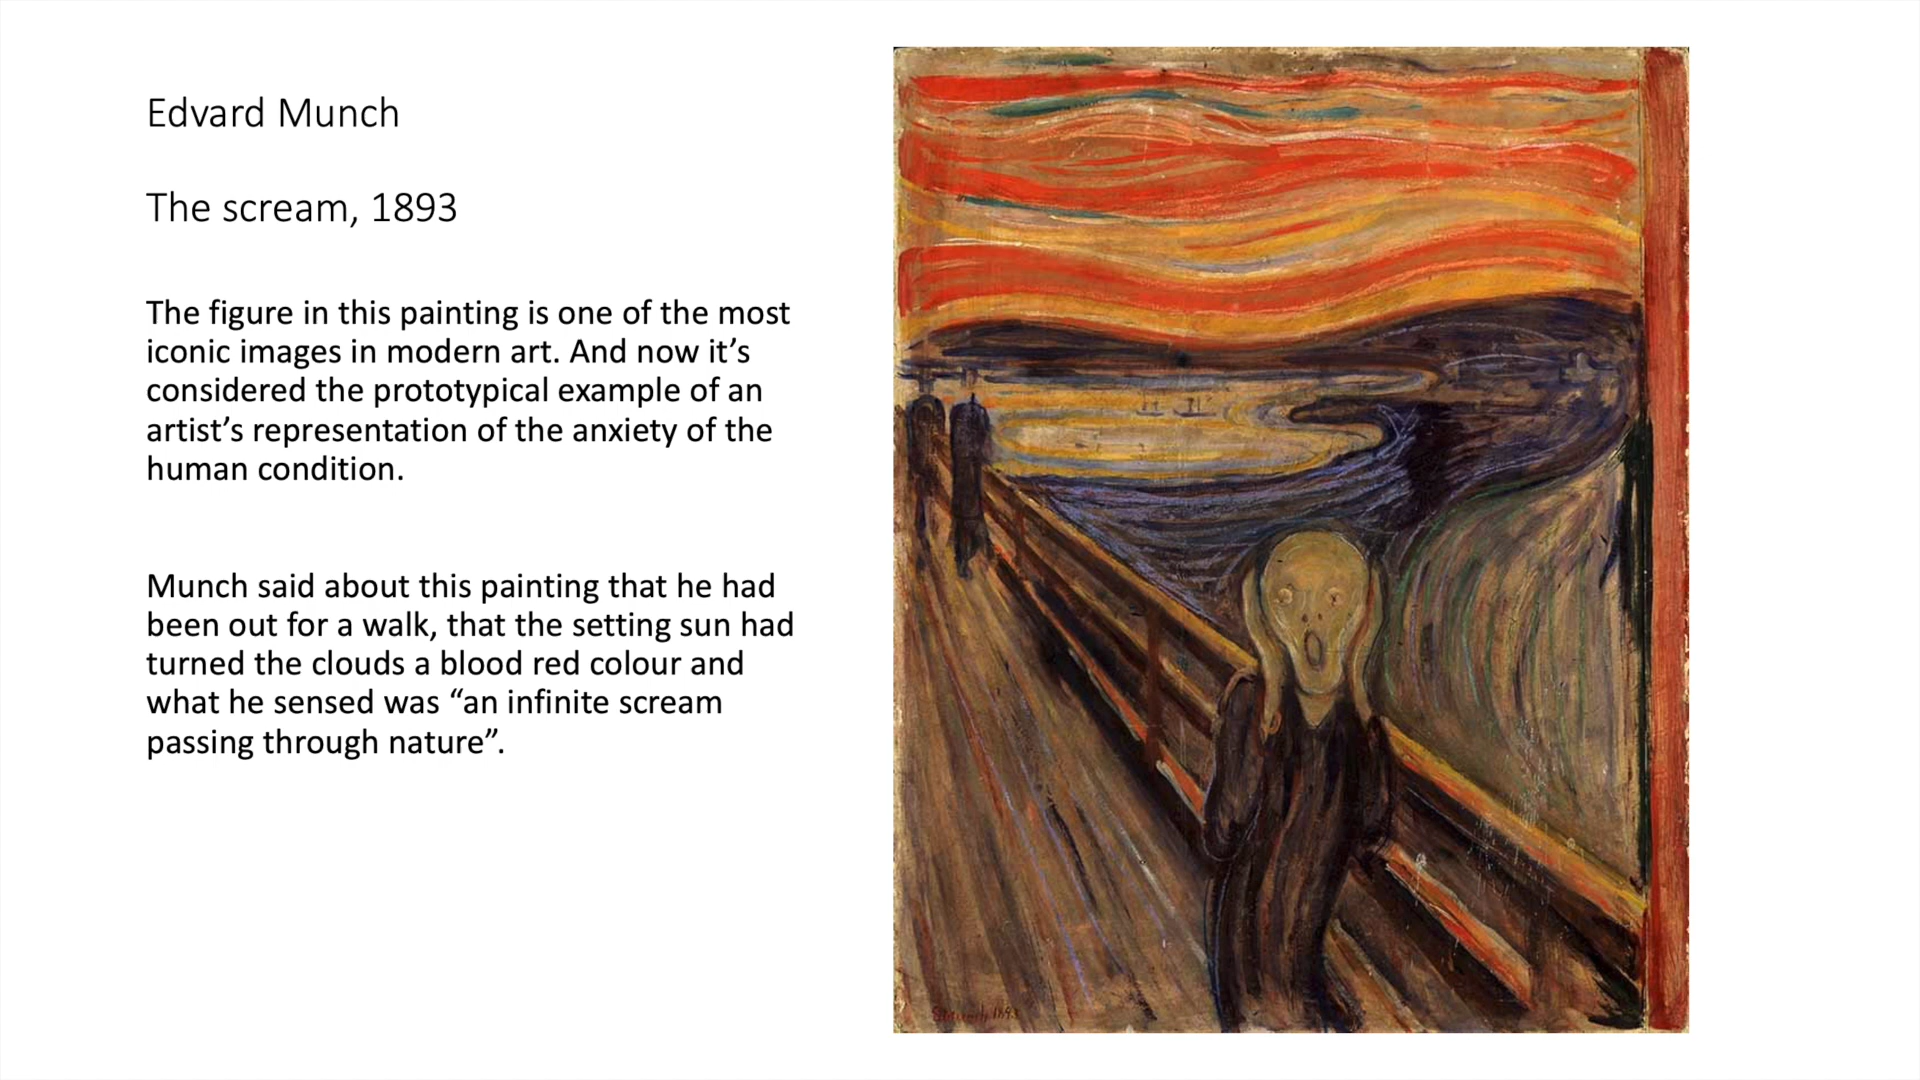 Edvard Munch
The scream, 1893
The figure in this painting is one of the most
iconic images in modern art. And now it’s
considered the prototypical example of an
artist’s representation of the anxiety of the
human condition.
Munch said about this painting that he had
been out for a walk, that the setting sun had
turned the clouds a blood red colour and
what he sensed was “an infinite scream
passing through nature”.